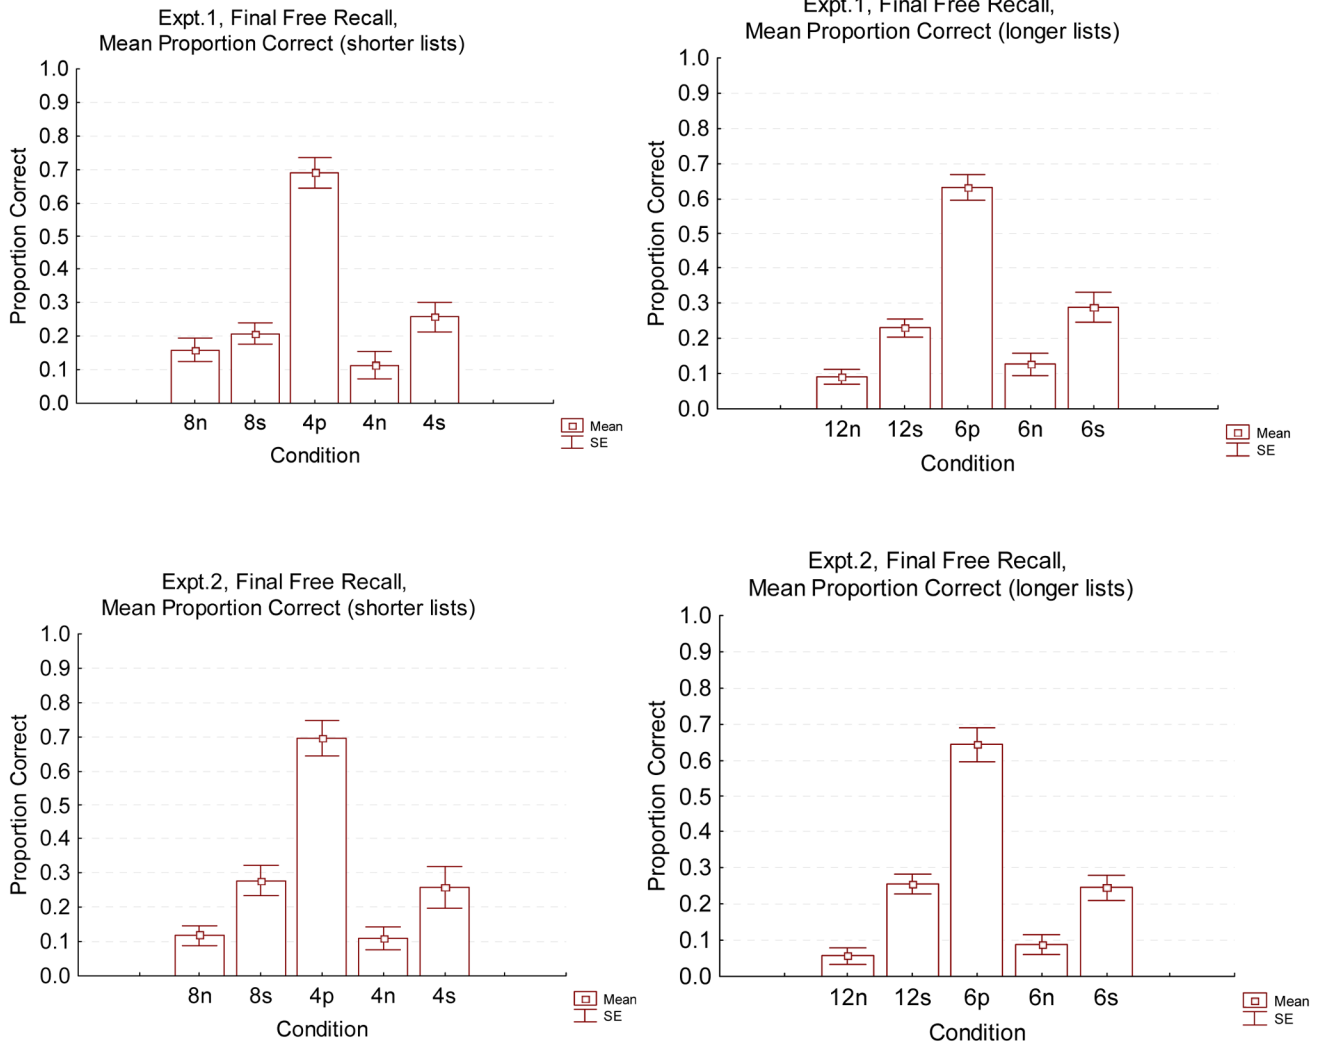 Expt.1, Final Free Recall,
Mean Proportion Correct (shorter lists)
1.0
0.9
0.8
0.7
0.6
0.5
0.4
0.3
0.2
0.1
0.0
Proportion Correct
8n 8s 4p 4n 4s
Condition
Mean
SE
Expt.1, Final Free Recall,
Mean Proportion Correct (longer lists)
1.0
0.9
0.8
0.7
0.6
0.5
0.4
0.3
0.2
0.1
0.0
Proportion Correct
12n 12s 6p 6n 6s
Condition
Mean
SE
Expt.2, Final Free Recall,
Mean Proportion Correct (shorter lists)
1.0
0.9
0.8
0.7
0.6
0.5
0.4
0.3
0.2
0.1
0.0
Proportion Correct
8n 8s 4p 4n 4s
Condition
Mean
SE
Expt.2, Final Free Recall,
Mean Proportion Correct (longer lists)
1.0
0.9
0.8
0.7
0.6
0.5
0.4
0.3
0.2
0.1
0.0
Proportion Correct
12n 12s 6p 6n 6s
Condition
Mean
SE